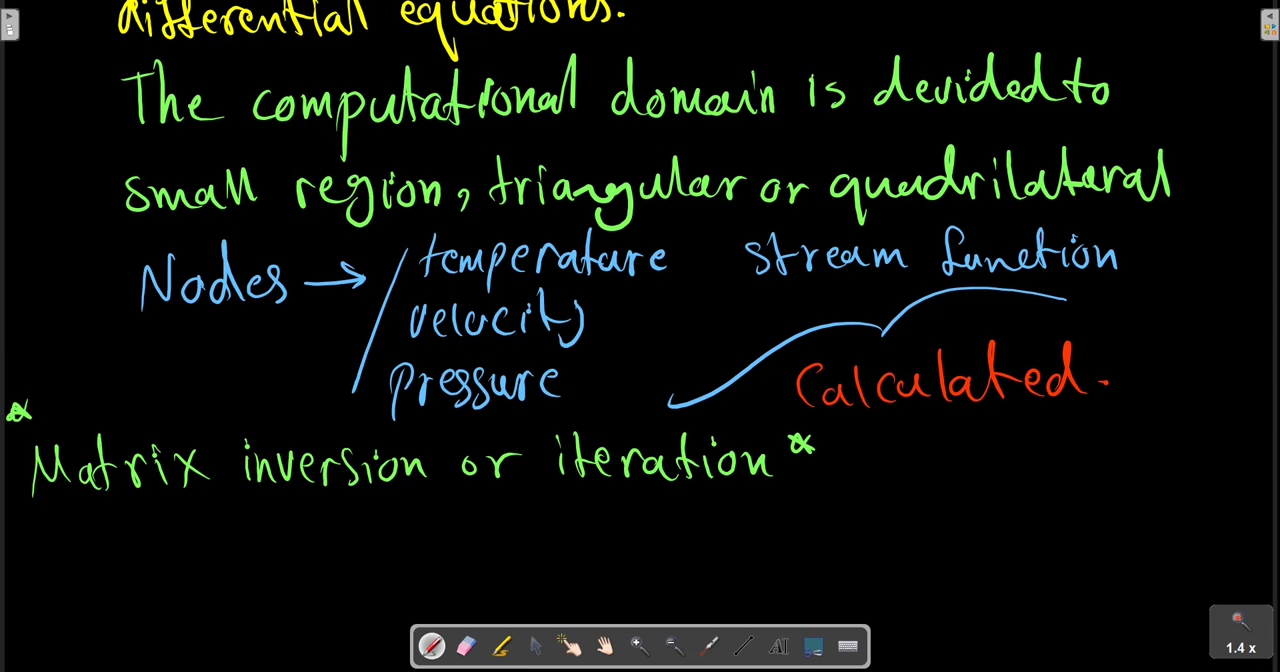 differential equations.
The computational domain is devided to
small region, triangular or quadrilateral
Nodes → temperature stream function
velocity
pressure Calculated.
* Matrix inversion or iteration *
AI
1.4 x